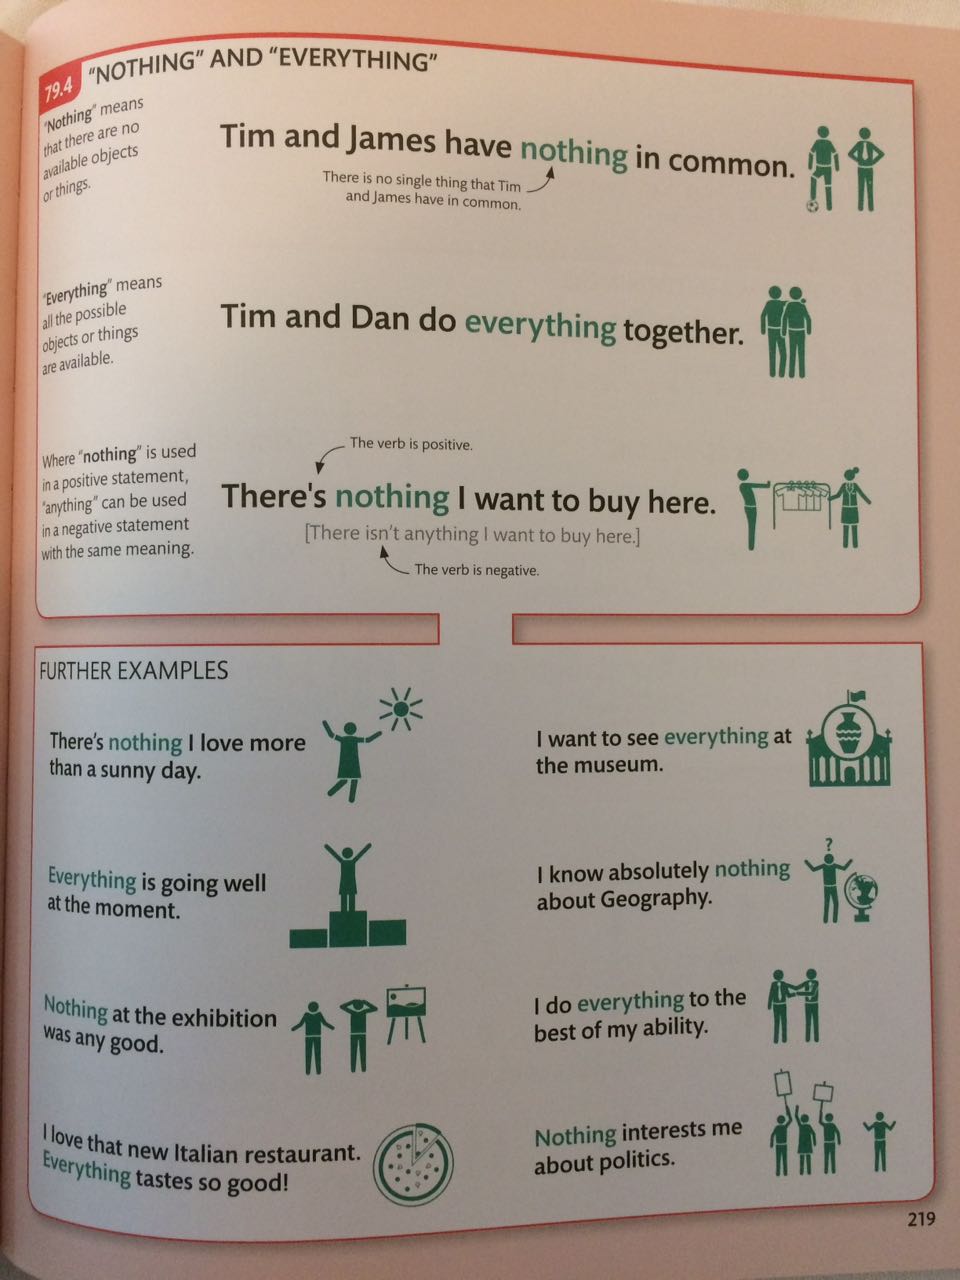 79.4 "NOTHING" AND "EVERYTHING"
"Nothing" means
that there are no
available objects
or things.
Tim and James have nothing in common.
There is no single thing that Tim
and James have in common.
"Everything" means
all the possible
objects or things
are available.
Tim and Dan do everything together.
Where "nothing" is used
in a positive statement,
"anything" can be used
in a negative statement
with the same meaning.
The verb is positive.
There's nothing I want to buy here.
[There isn't anything I want to buy here.]
The verb is negative.
FURTHER EXAMPLES
There's nothing I love more
than a sunny day.
I want to see everything at
the museum.
Everything is going well
at the moment.
?
I know absolutely nothing
about Geography.
Nothing at the exhibition
was any good.
I do everything to the
best of my ability.
I love that new Italian restaurant.
Everything tastes so good!
Nothing interests me
about politics.
219